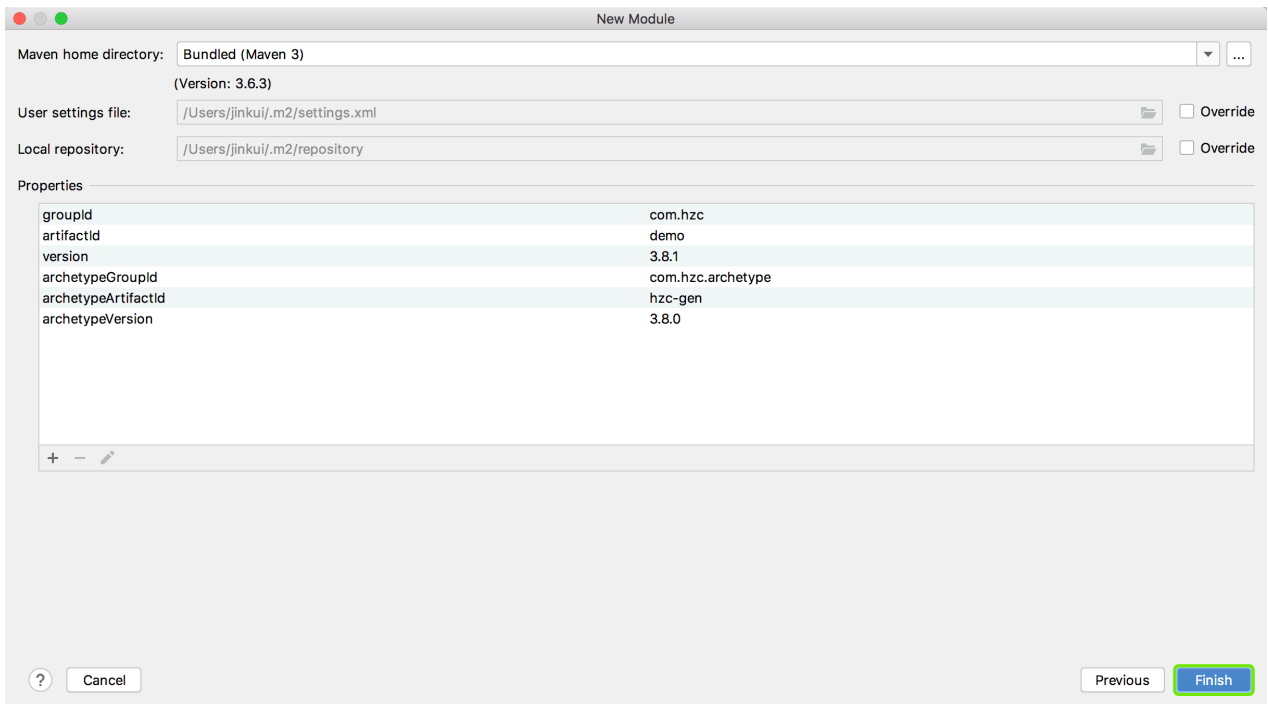 New Module
Maven home directory: Bundled (Maven 3) ...
(Version: 3.6.3)
User settings file: /Users/jinkui/.m2/settings.xml Override
Local repository: /Users/jinkui/.m2/repository Override
Properties
groupId com.hzc
artifactId demo
version 3.8.1
archetypeGroupId com.hzc.archetype
archetypeArtifactId hzc-gen
archetypeVersion 3.8.0
? Cancel Previous Finish